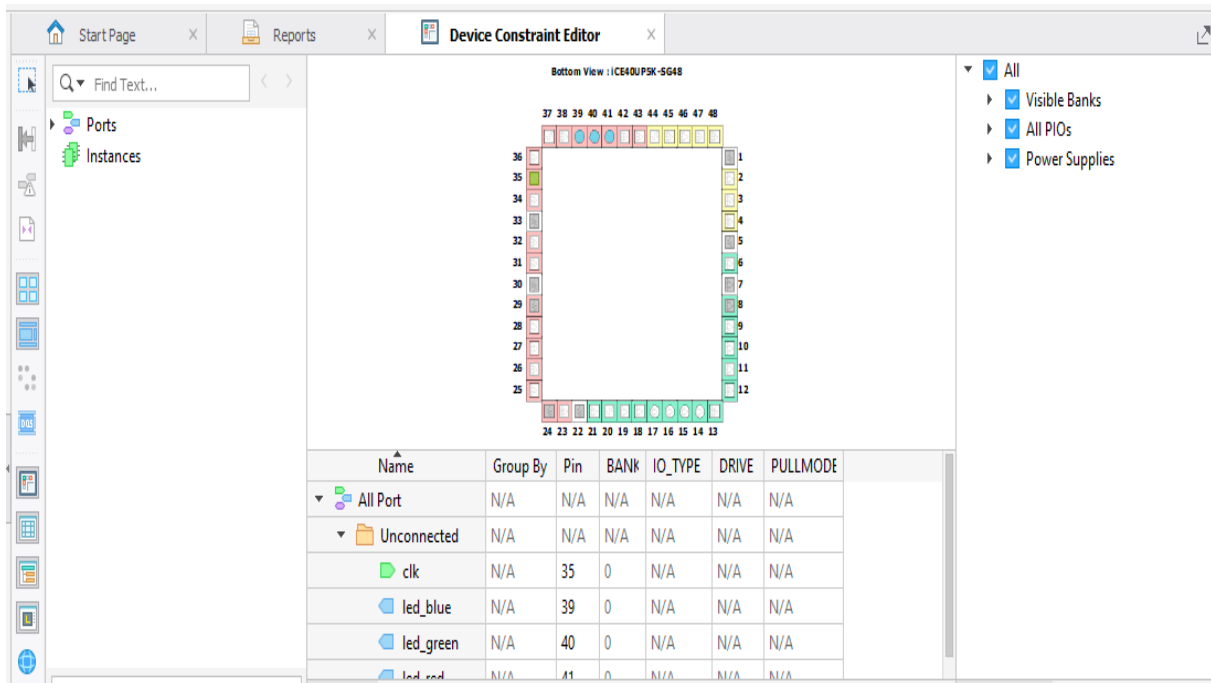 Start Page
Reports
Device Constraint Editor
Find Text...
Ports
Instances
Bottom View : iCE40UP5K-SG48
37 38 39 40 41 42 43 44 45 46 47 48
36 1
35 2
34 3
33 4
32 5
31 6
30 7
29 8
28 9
27 10
26 11
25 12
24 23 22 21 20 19 18 17 16 15 14 13
All
Visible Banks
All PIOs
Power Supplies
Name Group By Pin BANK IO_TYPE DRIVE PULLMODE
All Port N/A N/A N/A N/A N/A N/A
Unconnected N/A N/A N/A N/A N/A N/A
clk N/A 35 0 N/A N/A N/A
led_blue N/A 39 0 N/A N/A N/A
led_green N/A 40 0 N/A N/A N/A
led_red N/A 41 0 N/A N/A N/A
DQS
L